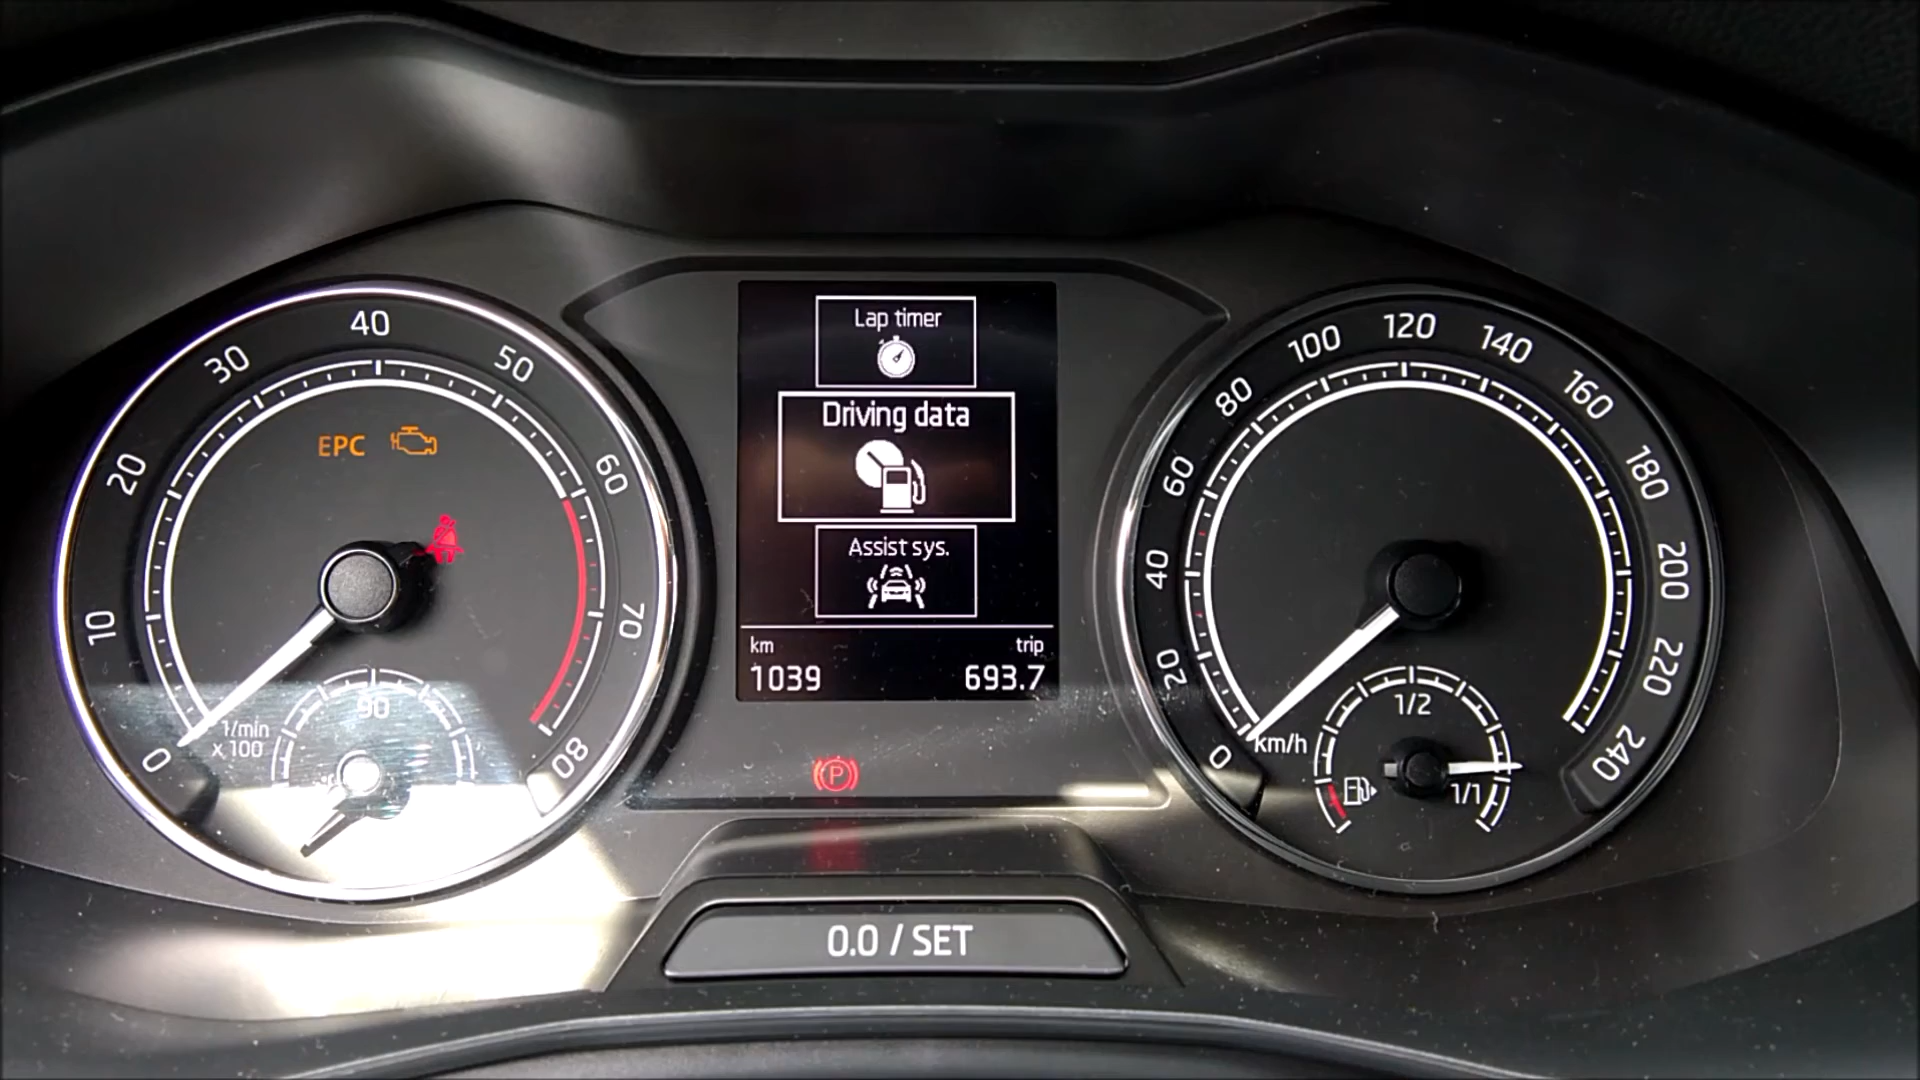 40
30
50
20
60
10
70
0
80
EPC
1/min
x 100
90
Lap timer
Driving data
Assist sys.
km
trip
1039
693.7
P
0.0 / SET
100
120
140
80
160
60
180
40
200
20
220
0
240
km/h
1/2
1/1